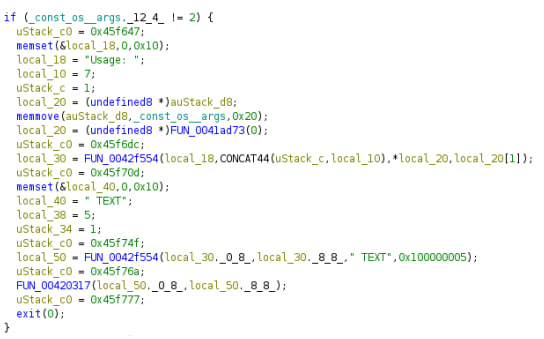 if (_const_os__args._12_4_ != 2) {
uStack_c0 = 0x45f647;
memset(&local_18,0,0x10);
local_18 = "Usage: ";
local_10 = 7;
uStack_c = 1;
local_20 = (undefined8 *)auStack_d8;
memmove(auStack_d8,_const_os__args,0x20);
local_20 = (undefined8 *)FUN_0041ad73(0);
uStack_c0 = 0x45f6dc;
local_30 = FUN_0042f554(local_18,CONCAT44(uStack_c,local_10),*local_20,local_20[1]);
uStack_c0 = 0x45f70d;
memset(&local_40,0,0x10);
local_40 = " TEXT";
local_38 = 5;
uStack_34 = 1;
uStack_c0 = 0x45f74f;
local_50 = FUN_0042f554(local_30._0_8_,local_30._8_8_," TEXT",0x100000005);
uStack_c0 = 0x45f76a;
FUN_00420317(local_50._0_8_,local_50._8_8_);
uStack_c0 = 0x45f777;
exit(0);
}